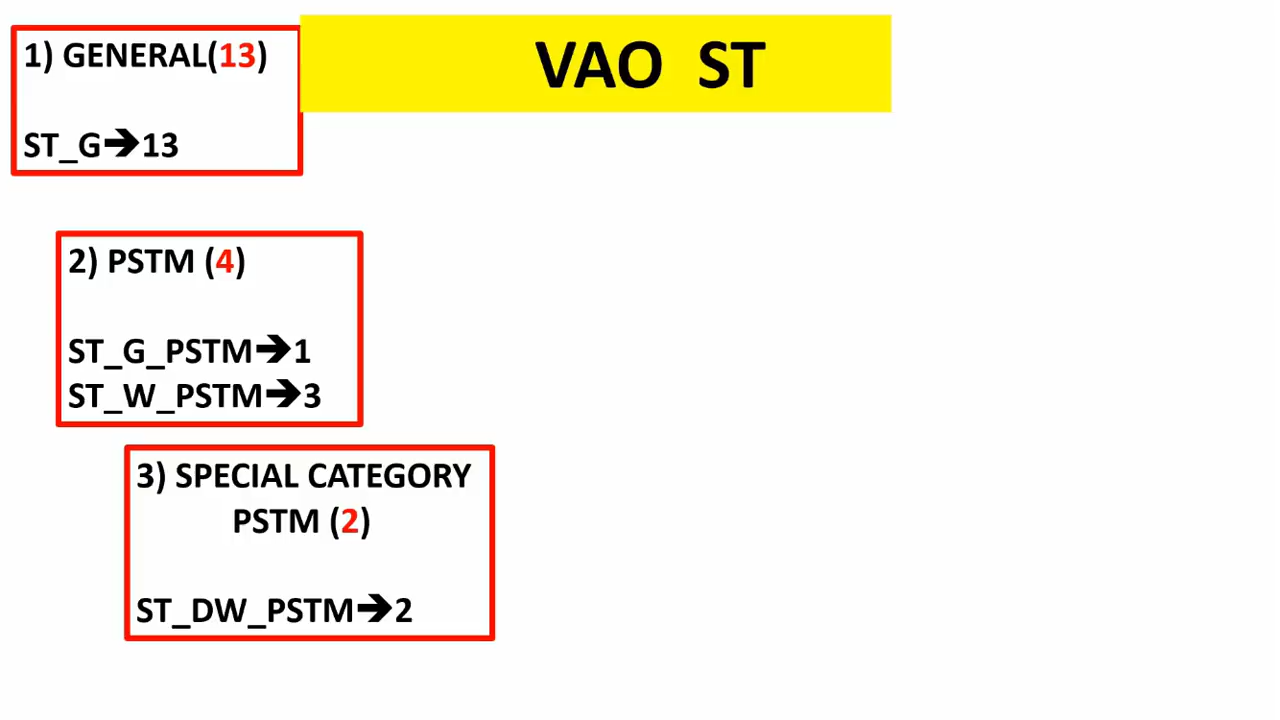 VAO ST
1) GENERAL(13)
ST_G➔13
2) PSTM (4)
ST_G_PSTM➔1
ST_W_PSTM➔3
3) SPECIAL CATEGORY
PSTM (2)
ST_DW_PSTM➔2